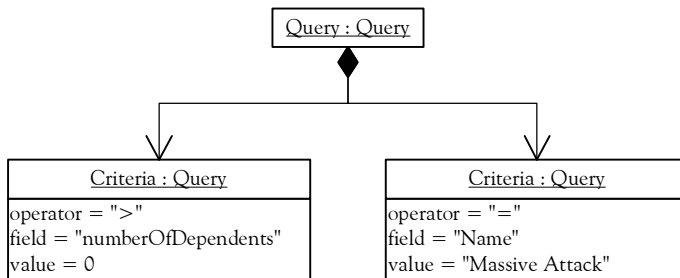 Query : Query
Criteria : Query
operator = ">"
field = "numberOfDependents"
value = 0
Criteria : Query
operator = "="
field = "Name"
value = "Massive Attack"